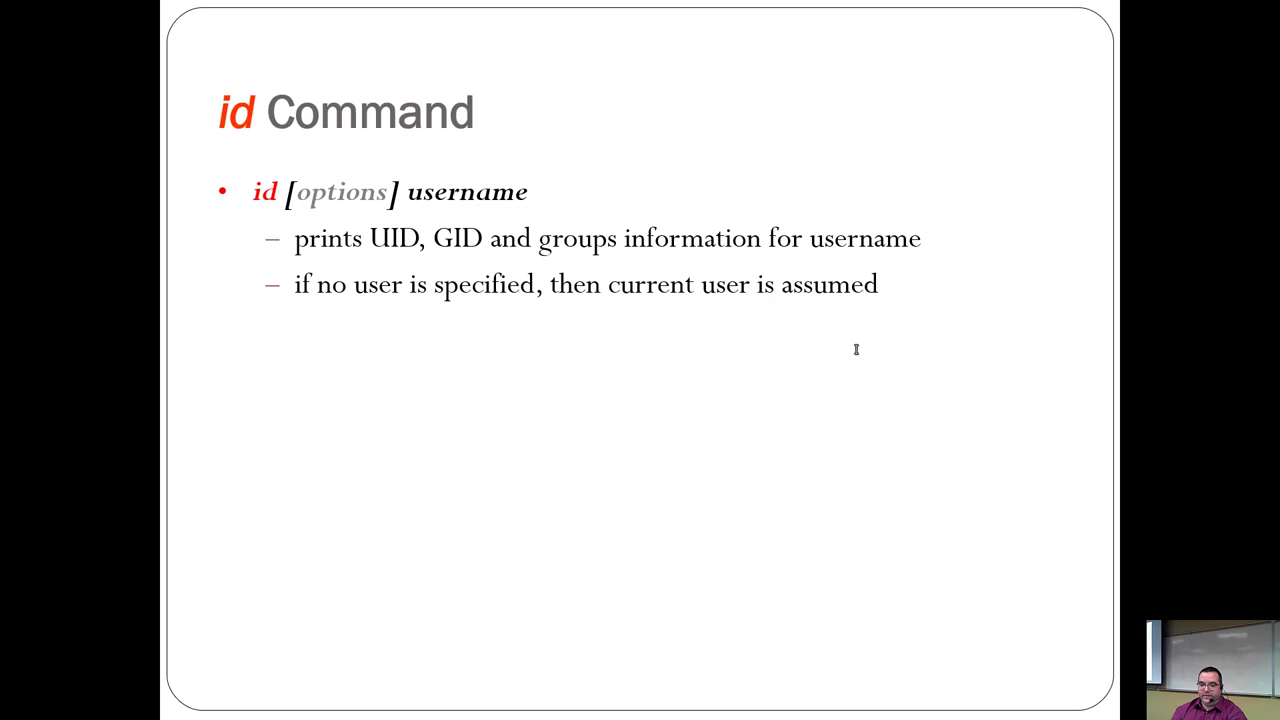 id Command
• id [options] username
– prints UID, GID and groups information for username
– if no user is specified, then current user is assumed